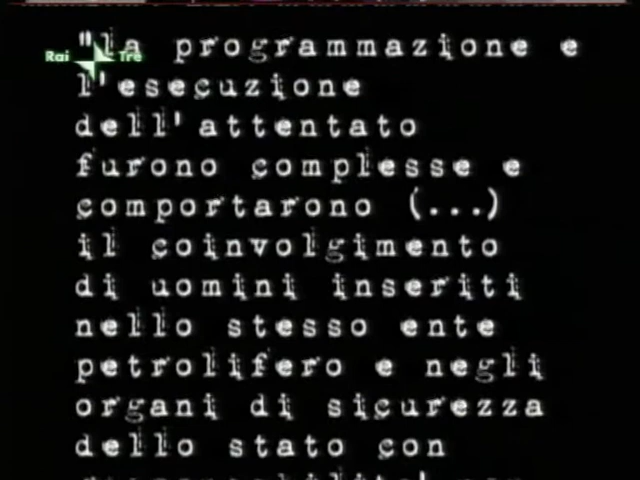 "la programmazione e
Rai Tre
l'esecuzione
dell'attentato
furono complesse e
comportarono (...)
il coinvolgimento
di uomini inseriti
nello stesso ente
petrolifero e negli
organi di sicurezza
dello stato con